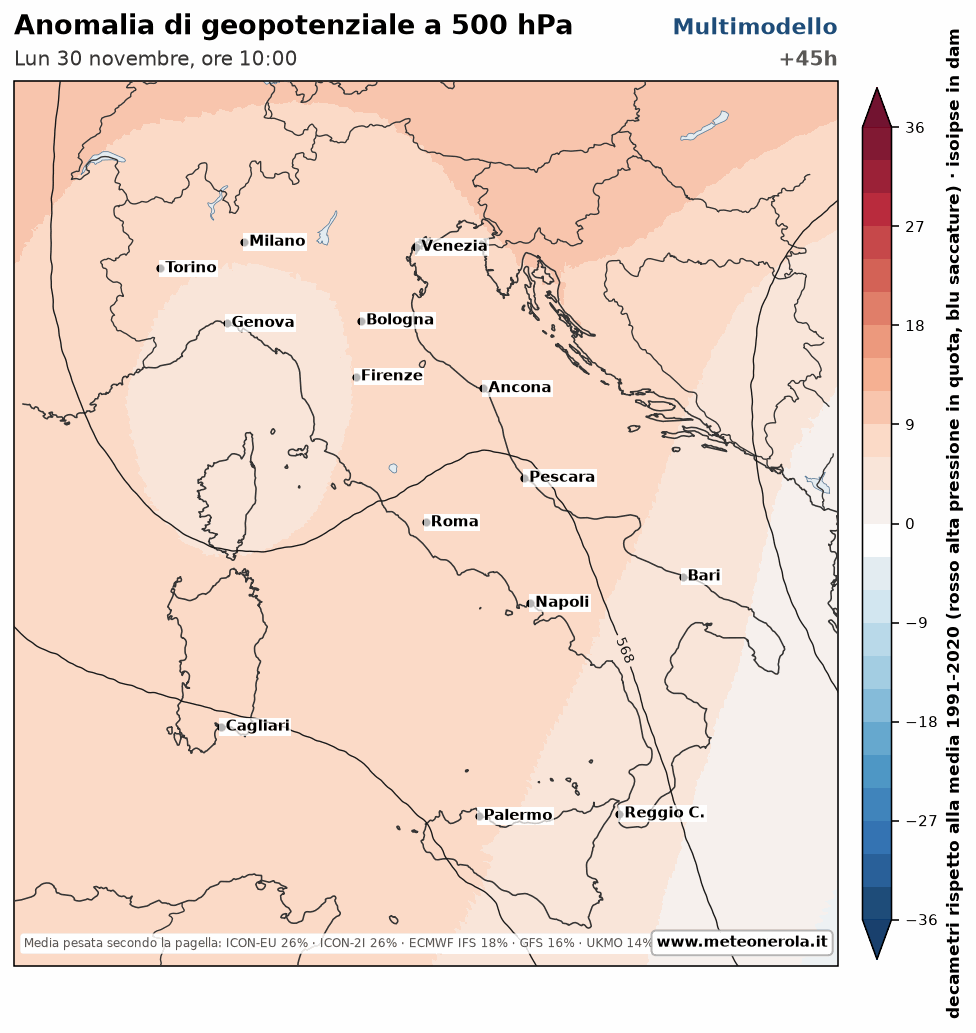 Anomalia di geopotenziale a 500 hPa
Multimodello
Lun 30 novembre, ore 10:00
+45h
Milano
Venezia
Torino
Genova
Bologna
Firenze
Ancona
Pescara
Roma
Bari
Napoli
568
Cagliari
Palermo
Reggio C.
Media pesata secondo la pagella: ICON-EU 26% · ICON-2I 26% · ECMWF IFS 18% · GFS 16% · UKMO 14%
www.meteonerola.it
36
27
18
9
0
−9
−18
−27
−36
decametri rispetto alla media 1991-2020 (rosso alta pressione in quota, blu saccature) · isoipse in dam